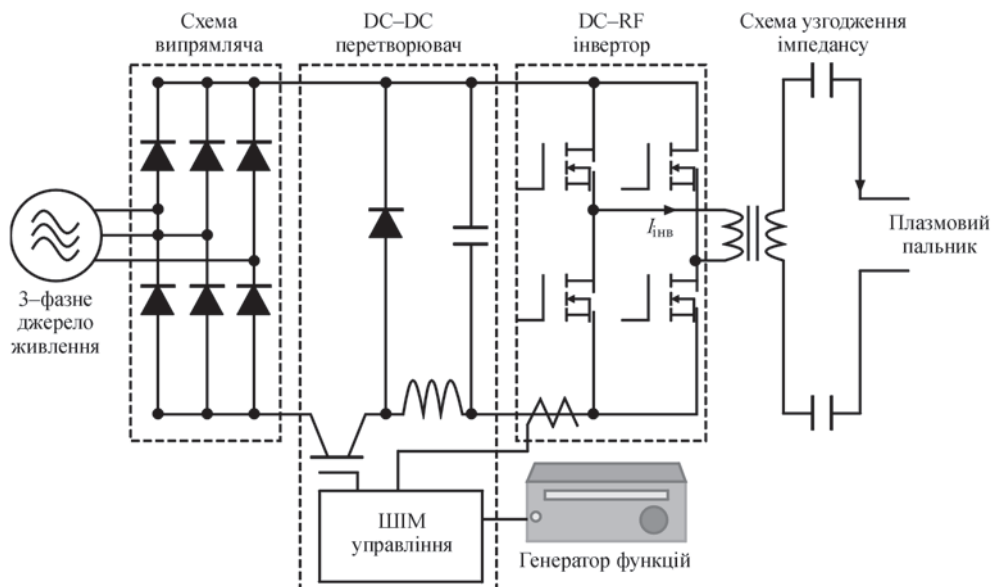 Схема
випрямляча
DC–DC
перетворювач
DC–RF
інвертор
Схема узгодження
імпедансу
3–фазне
джерело
живлення
Iінв
Плазмовий
пальник
ШІМ
управління
Генератор функцій